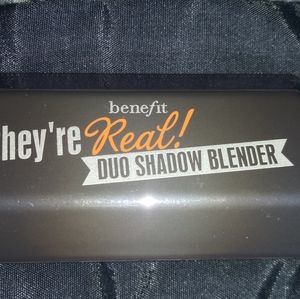 benefit
hey're Real!
DUO SHADOW BLENDER